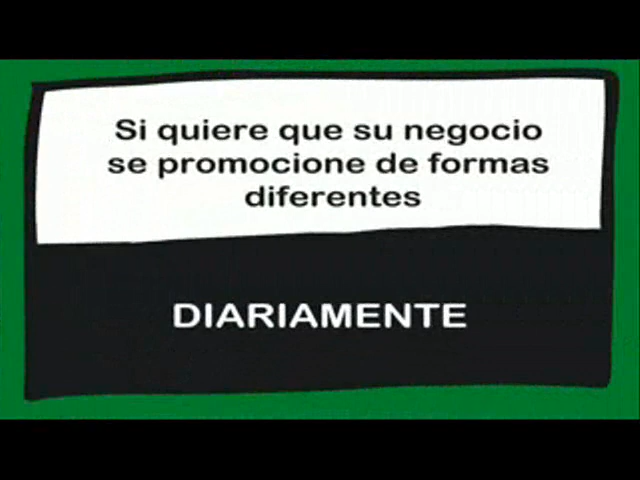 Si quiere que su negocio
se promocione de formas
diferentes
DIARIAMENTE